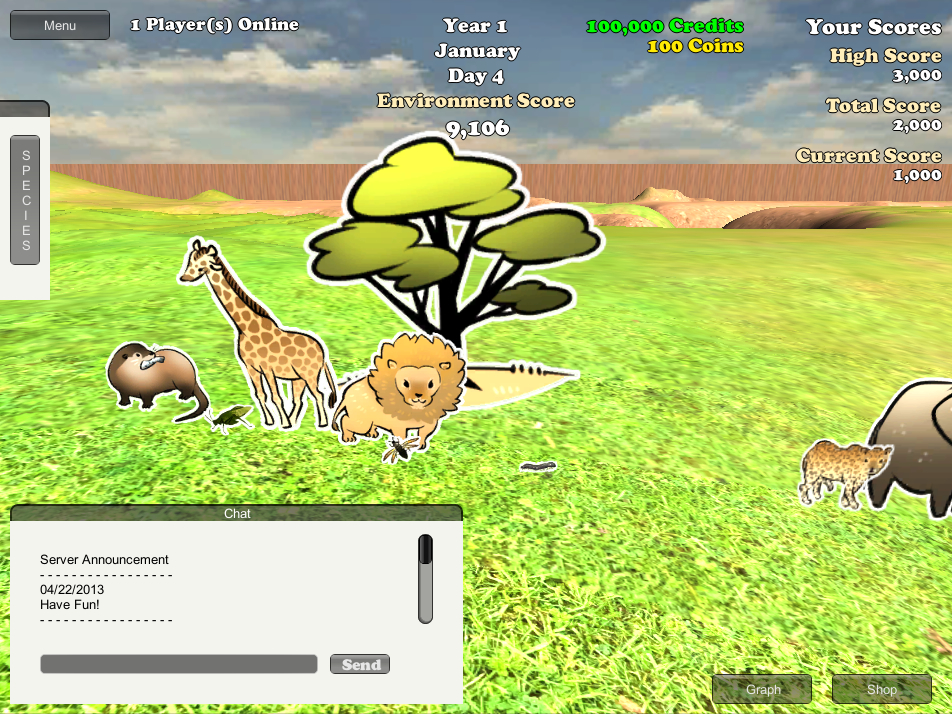 Menu
1 Player(s) Online
Year 1
January
Day 4
Environment Score
9,106
100,000 Credits
100 Coins
Your Scores
High Score
3,000
Total Score
2,000
Current Score
1,000
SPECIES
Chat
Server Announcement
- - - - - - - - - - - - - - - - -
04/22/2013
Have Fun!
- - - - - - - - - - - - - - - - -
Send
Graph
Shop